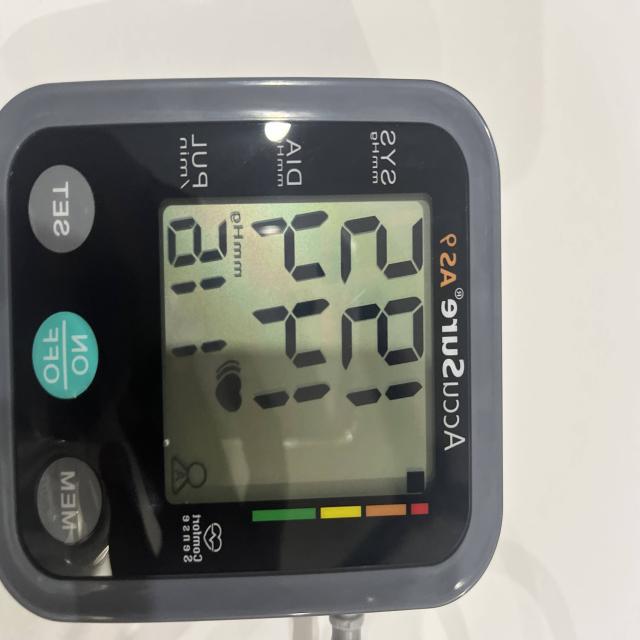 AccuSure® AS9
SYS
mmHg
DIA
mmHg
PUL
/min
mmHg
A
Comfort
Sense
MEM
ON
OFF
SET